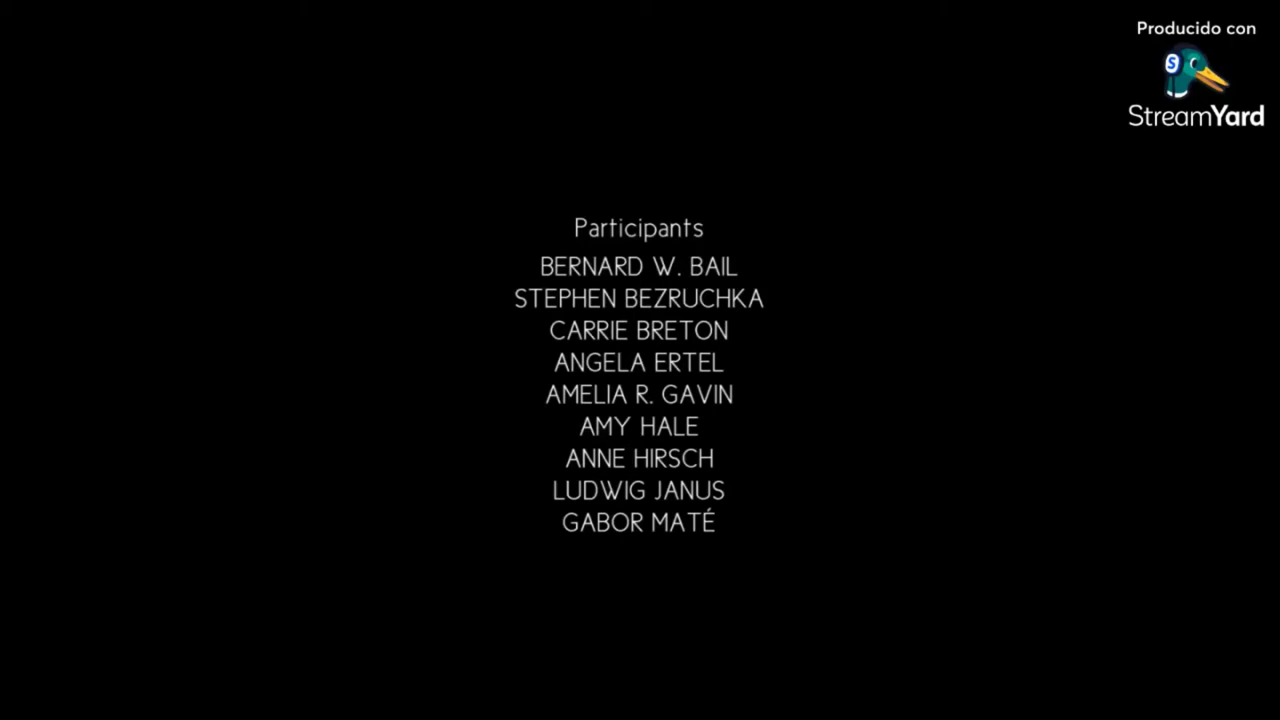 Producido con
S
StreamYard
Participants
BERNARD W. BAIL
STEPHEN BEZRUCHKA
CARRIE BRETON
ANGELA ERTEL
AMELIA R. GAVIN
AMY HALE
ANNE HIRSCH
LUDWIG JANUS
GABOR MATÉ